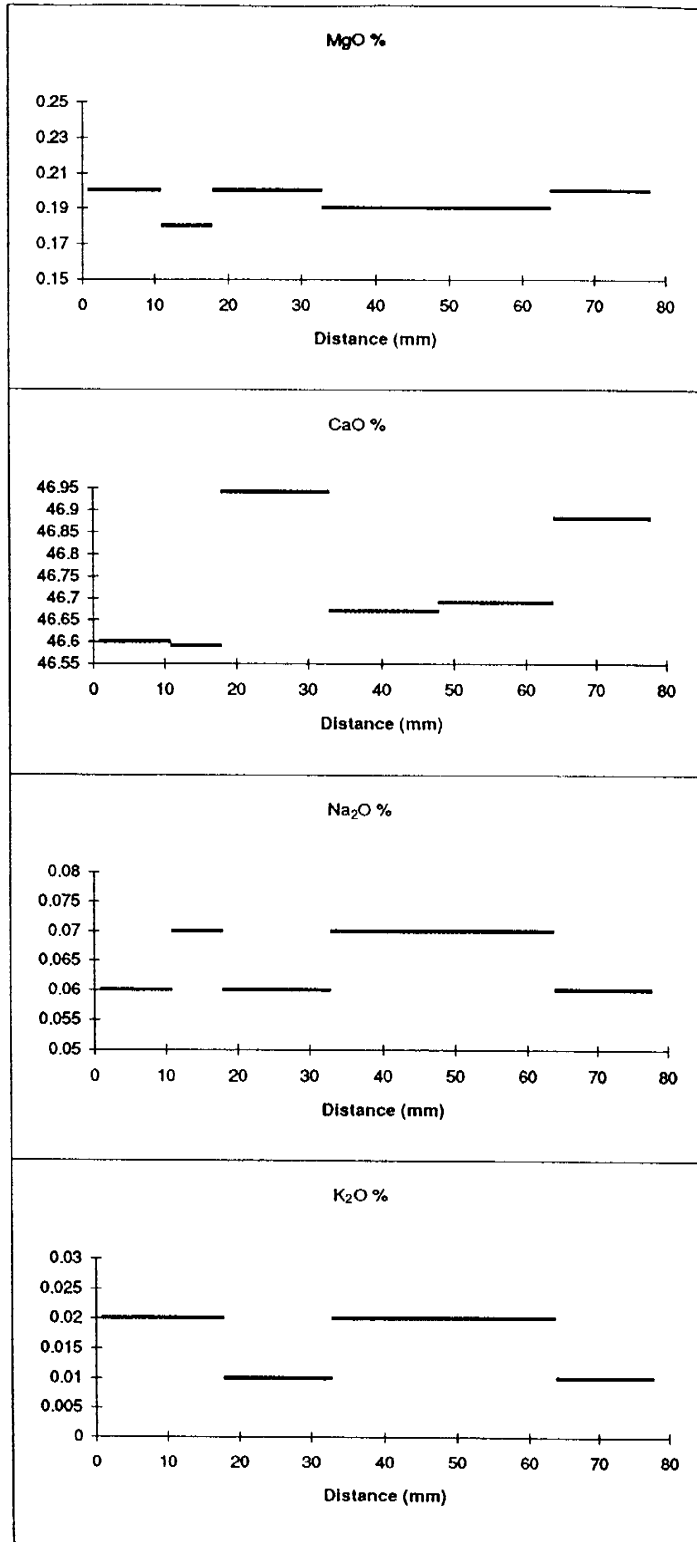 MgO %
0.25
0.23
0.21
0.19
0.17
0.15
0 10 20 30 40 50 60 70 80
Distance (mm)
CaO %
46.95
46.9
46.85
46.8
46.75
46.7
46.65
46.6
46.55
0 10 20 30 40 50 60 70 80
Distance (mm)
Na₂O %
0.08
0.075
0.07
0.065
0.06
0.055
0.05
0 10 20 30 40 50 60 70 80
Distance (mm)
K₂O %
0.03
0.025
0.02
0.015
0.01
0.005
0
0 10 20 30 40 50 60 70 80
Distance (mm)